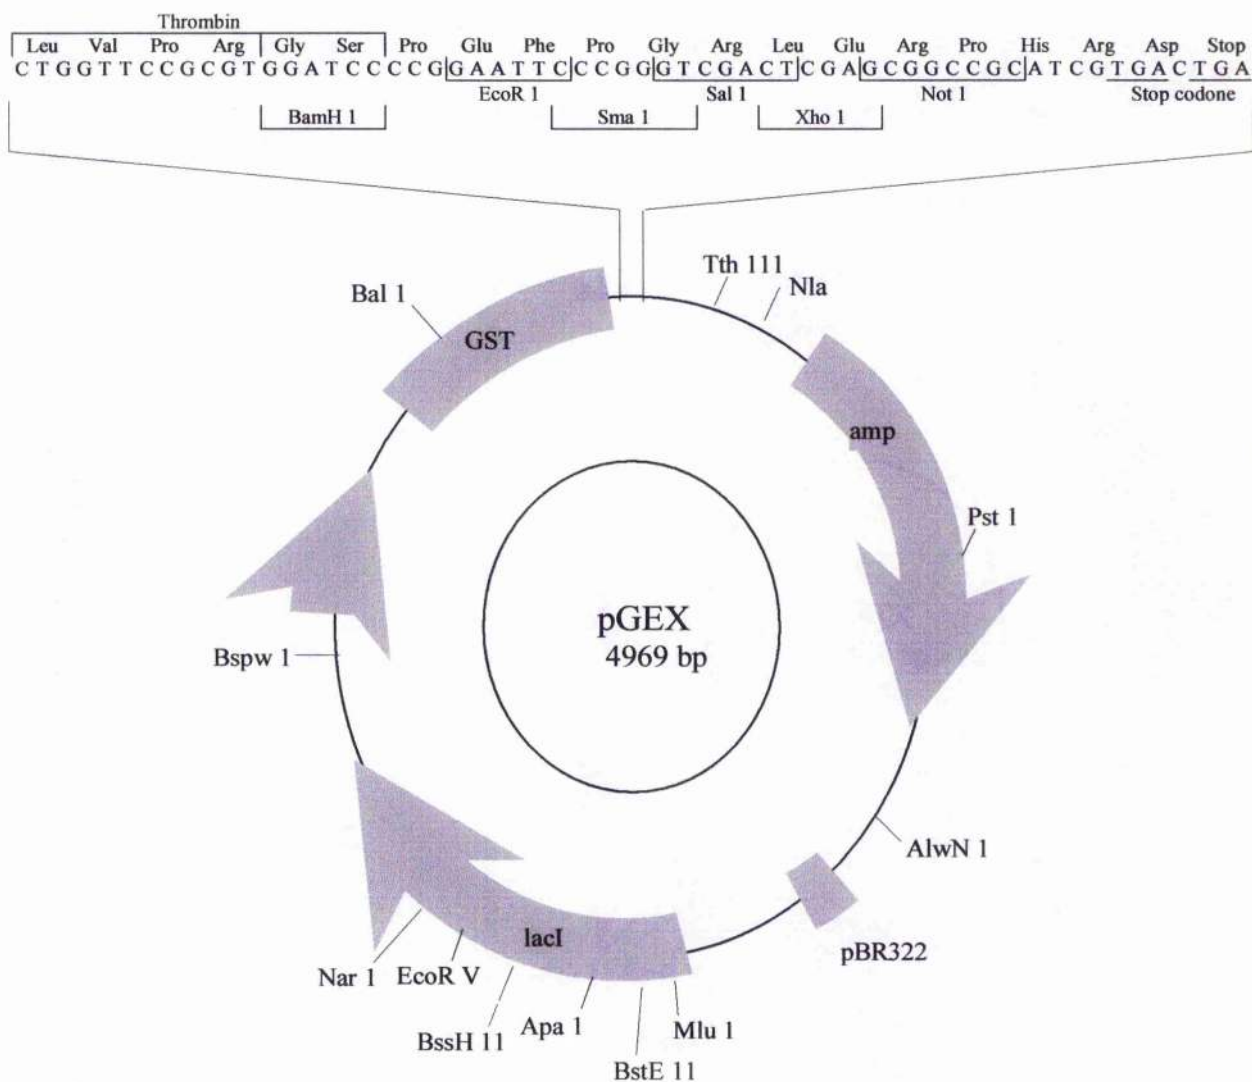 Thrombin
Leu Val Pro Arg Gly Ser Pro Glu Phe Pro Gly Arg Leu Glu Arg Pro His Arg Asp Stop
C T G G T T C C G C G T G G A T C C C C G G A A T T C C C G G G T C G A C T C G A G C G G C C G C A T C G T G A C T G A
EcoR 1 Sal 1 Not 1 Stop codone
BamH 1 Sma 1 Xho 1
Tth 111
Nla
Bal 1
GST
amp
Pst 1
pGEX
4969 bp
Bspw 1
AlwN 1
lacI
pBR322
Nar 1
EcoR V
BssH 11
Apa 1
Mlu 1
BstE 11